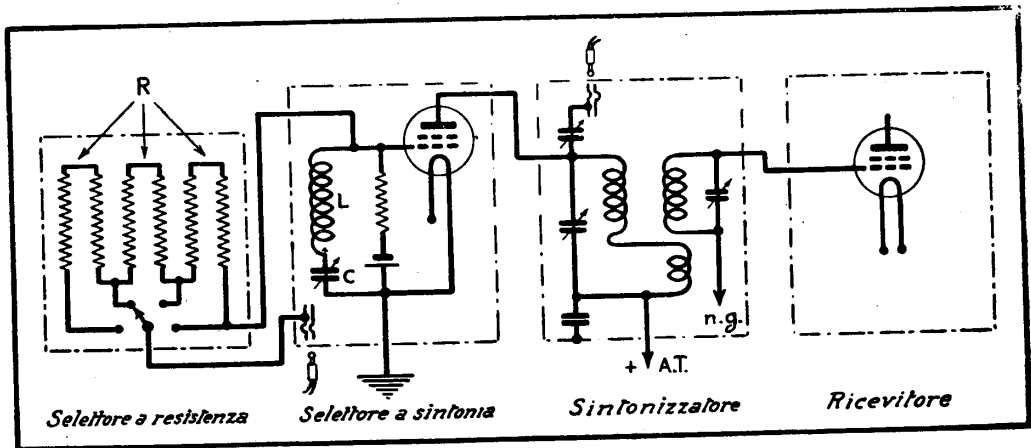 R
L
C
n.g.
+ A.T.
Selettore a resistenza
Selettore a sintonia
Sintonizzatore
Ricevitore